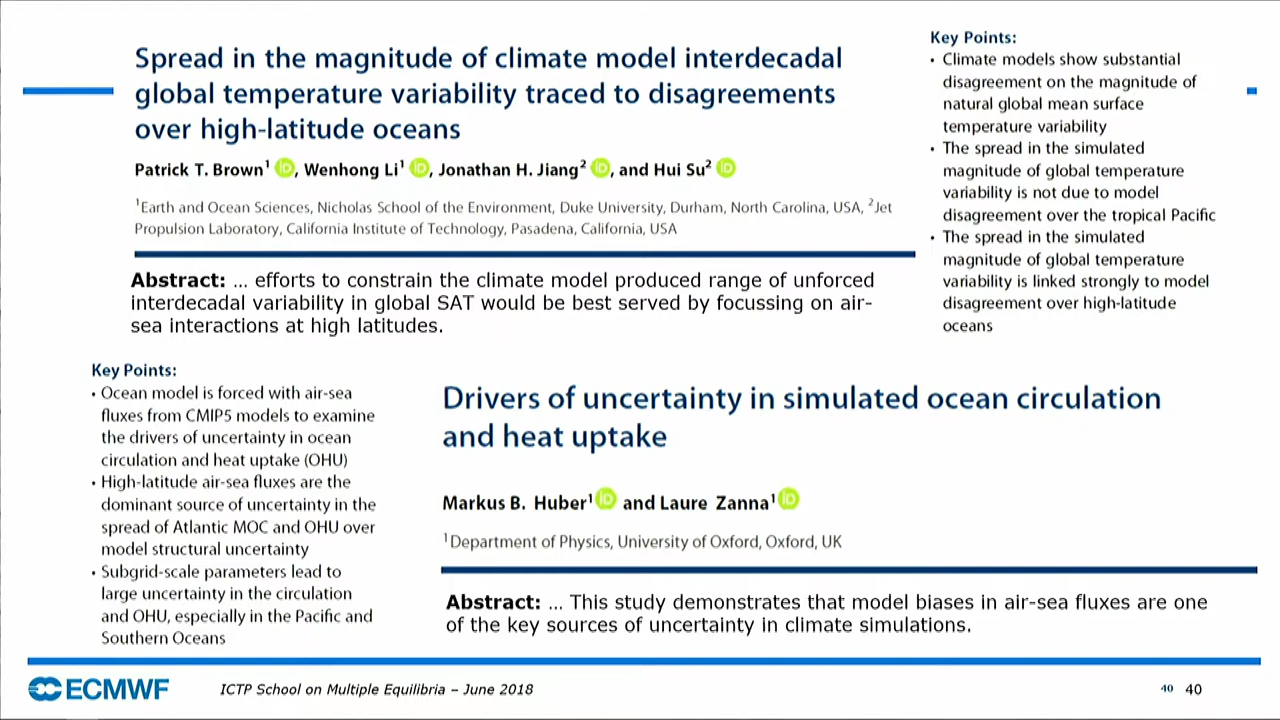 Spread in the magnitude of climate model interdecadal
global temperature variability traced to disagreements
over high-latitude oceans
Patrick T. Brown¹ iD, Wenhong Li¹ iD, Jonathan H. Jiang² iD, and Hui Su² iD
¹Earth and Ocean Sciences, Nicholas School of the Environment, Duke University, Durham, North Carolina, USA, ²Jet
Propulsion Laboratory, California Institute of Technology, Pasadena, California, USA
Abstract: ... efforts to constrain the climate model produced range of unforced
interdecadal variability in global SAT would be best served by focussing on air-
sea interactions at high latitudes.
Key Points:
• Climate models show substantial
disagreement on the magnitude of
natural global mean surface
temperature variability
• The spread in the simulated
magnitude of global temperature
variability is not due to model
disagreement over the tropical Pacific
• The spread in the simulated
magnitude of global temperature
variability is linked strongly to model
disagreement over high-latitude
oceans
Key Points:
• Ocean model is forced with air-sea
fluxes from CMIP5 models to examine
the drivers of uncertainty in ocean
circulation and heat uptake (OHU)
• High-latitude air-sea fluxes are the
dominant source of uncertainty in the
spread of Atlantic MOC and OHU over
model structural uncertainty
• Subgrid-scale parameters lead to
large uncertainty in the circulation
and OHU, especially in the Pacific and
Southern Oceans
Drivers of uncertainty in simulated ocean circulation
and heat uptake
Markus B. Huber¹ iD and Laure Zanna¹ iD
¹Department of Physics, University of Oxford, Oxford, UK
Abstract: ... This study demonstrates that model biases in air-sea fluxes are one
of the key sources of uncertainty in climate simulations.
ECMWF
ICTP School on Multiple Equilibria – June 2018
40 40